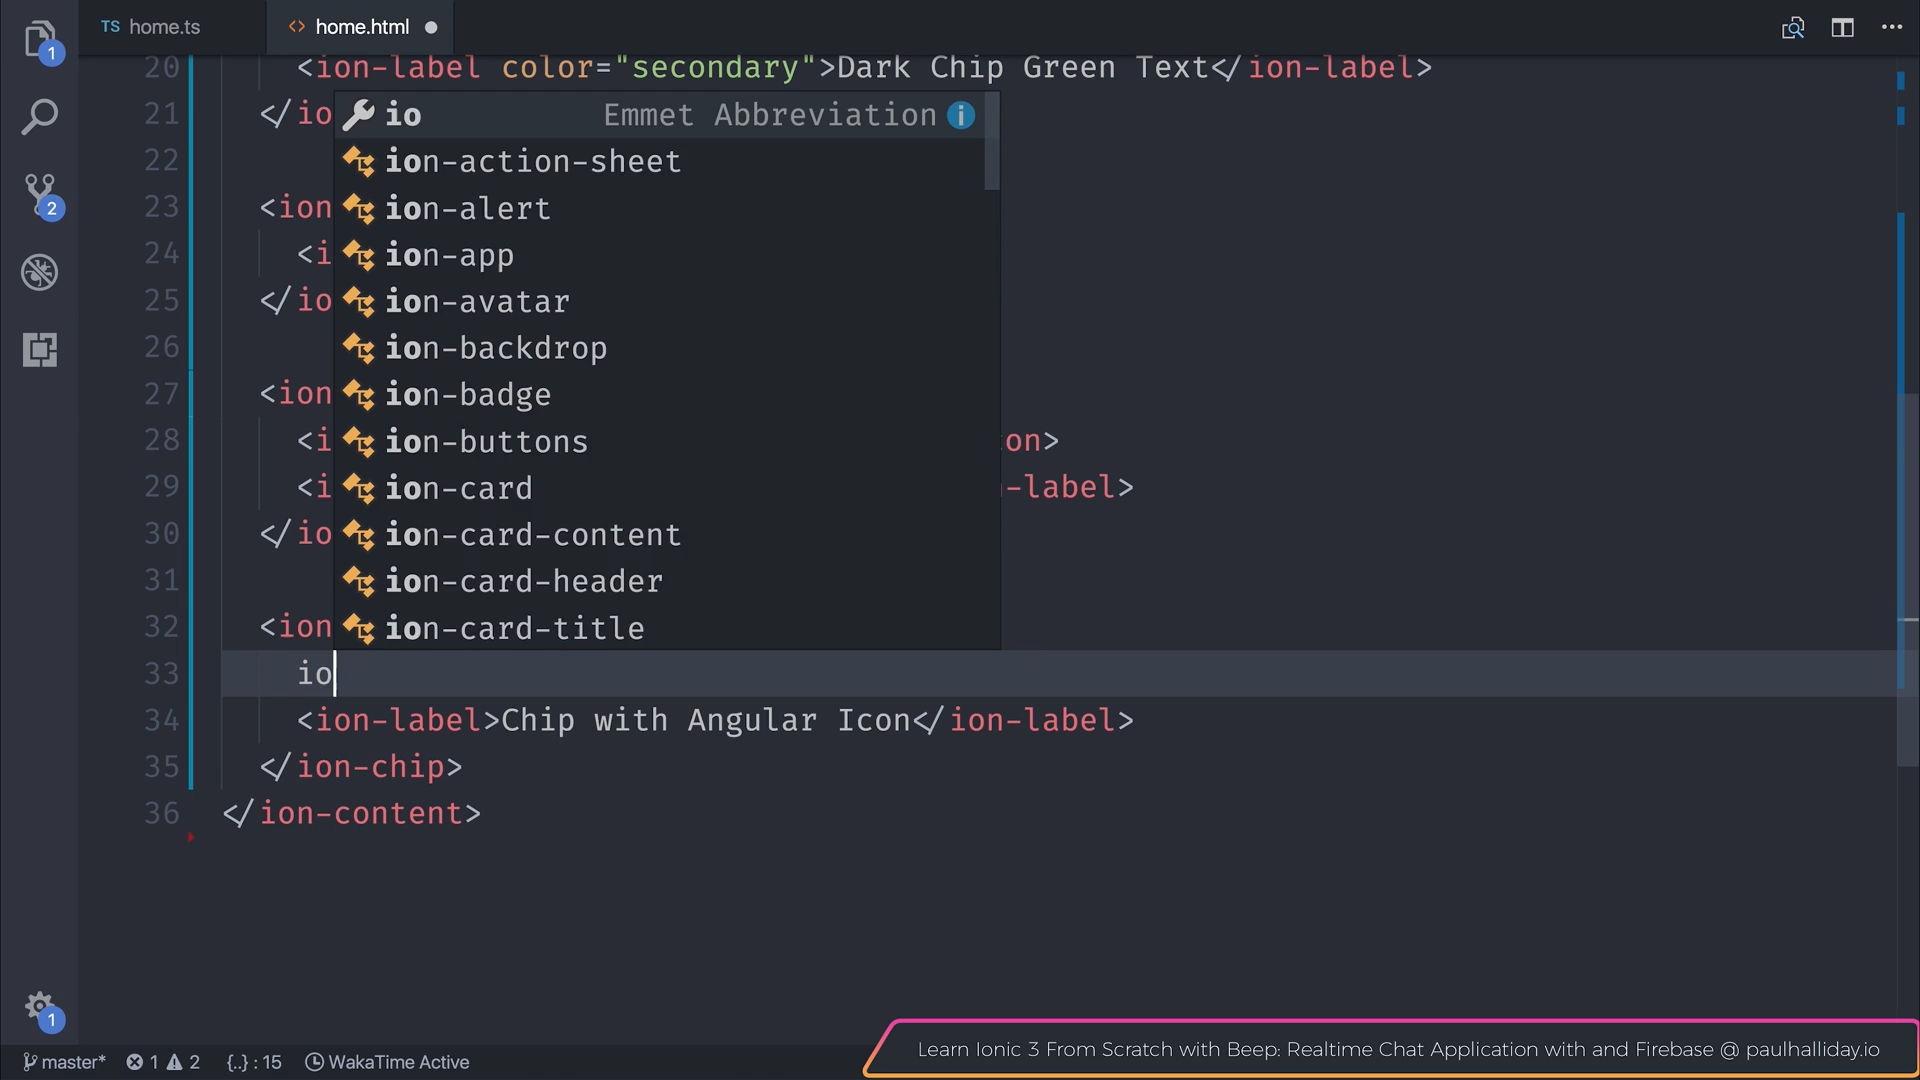 TS home.ts <> home.html
1
20 <ion-label color="secondary">Dark Chip Green Text</ion-label>
21 </io
io Emmet Abbreviation i
ion-action-sheet
22
2
23 <ion
ion-alert
24 <i
ion-app
25 </io
ion-avatar
26
ion-backdrop
27 <ion
ion-badge
28 <i
ion-buttons
on>
29 <i
ion-card
-label>
30 </io
ion-card-content
31
ion-card-header
32 <ion
ion-card-title
33 io
34 <ion-label>Chip with Angular Icon</ion-label>
35 </ion-chip>
36 </ion-content>
1
master* 1 2 {..} : 15 WakaTime Active
Learn Ionic 3 From Scratch with Beep: Realtime Chat Application with and Firebase @ paulhalliday.io